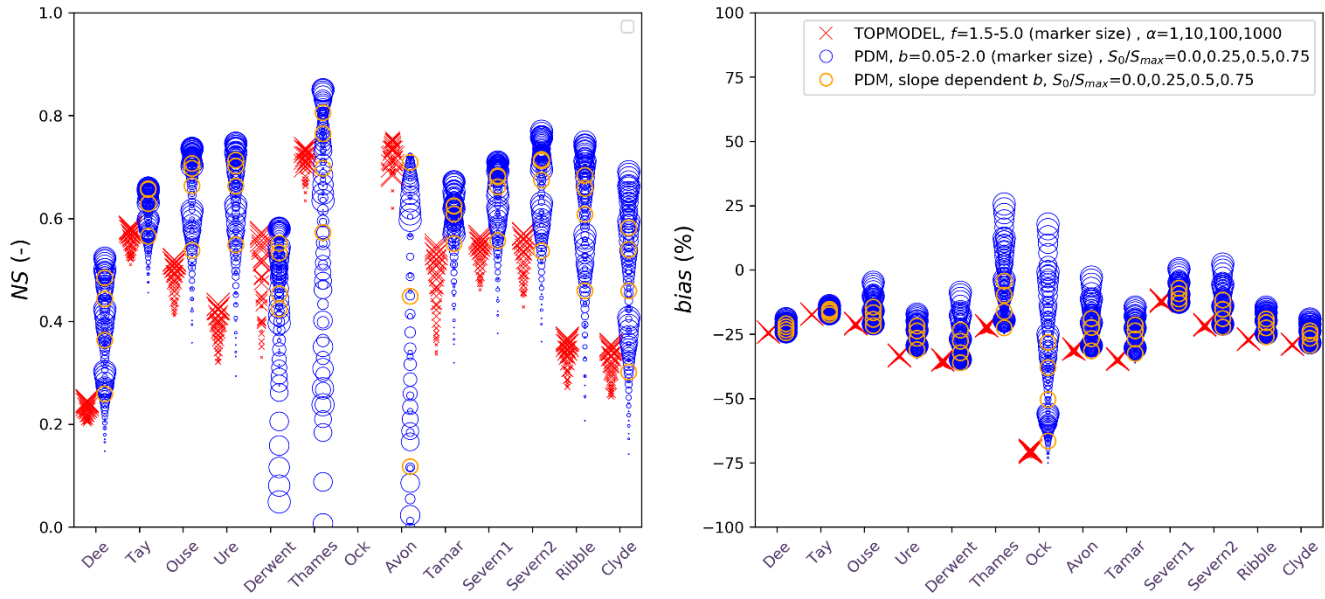 1.0
0.8
0.6
0.4
0.2
0.0
NS (-)
Dee
Tay
Ouse
Ure
Derwent
Thames
Ock
Avon
Tamar
Severn1
Severn2
Ribble
Clyde
TOPMODEL, f=1.5-5.0 (marker size) , α=1,10,100,1000
PDM, b=0.05-2.0 (marker size) , S₀/Sₘₐₓ=0.0,0.25,0.5,0.75
PDM, slope dependent b, S₀/Sₘₐₓ=0.0,0.25,0.5,0.75
100
75
50
25
0
−25
−50
−75
−100
bias (%)
Dee
Tay
Ouse
Ure
Derwent
Thames
Ock
Avon
Tamar
Severn1
Severn2
Ribble
Clyde